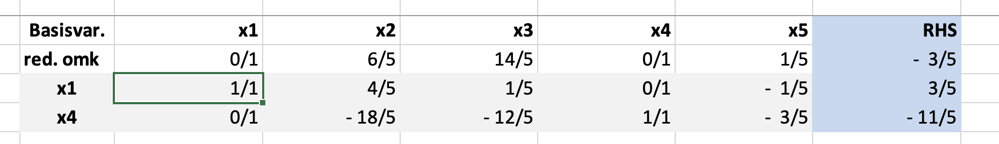 Basisvar. x1 x2 x3 x4 x5 RHS
red. omk 0/1 6/5 14/5 0/1 1/5 - 3/5
x1 1/1 4/5 1/5 0/1 - 1/5 3/5
x4 0/1 - 18/5 - 12/5 1/1 - 3/5 - 11/5